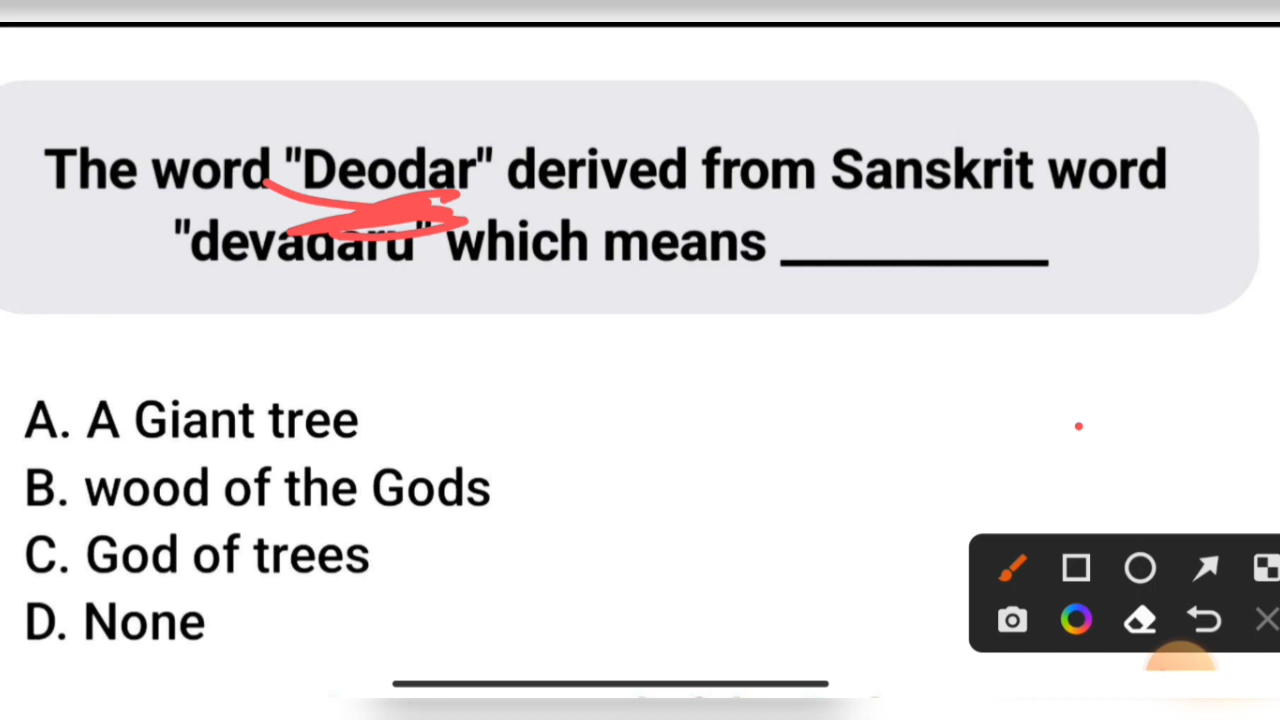 The word "Deodar" derived from Sanskrit word
"devadaru" which means __________
A. A Giant tree
B. wood of the Gods
C. God of trees
D. None